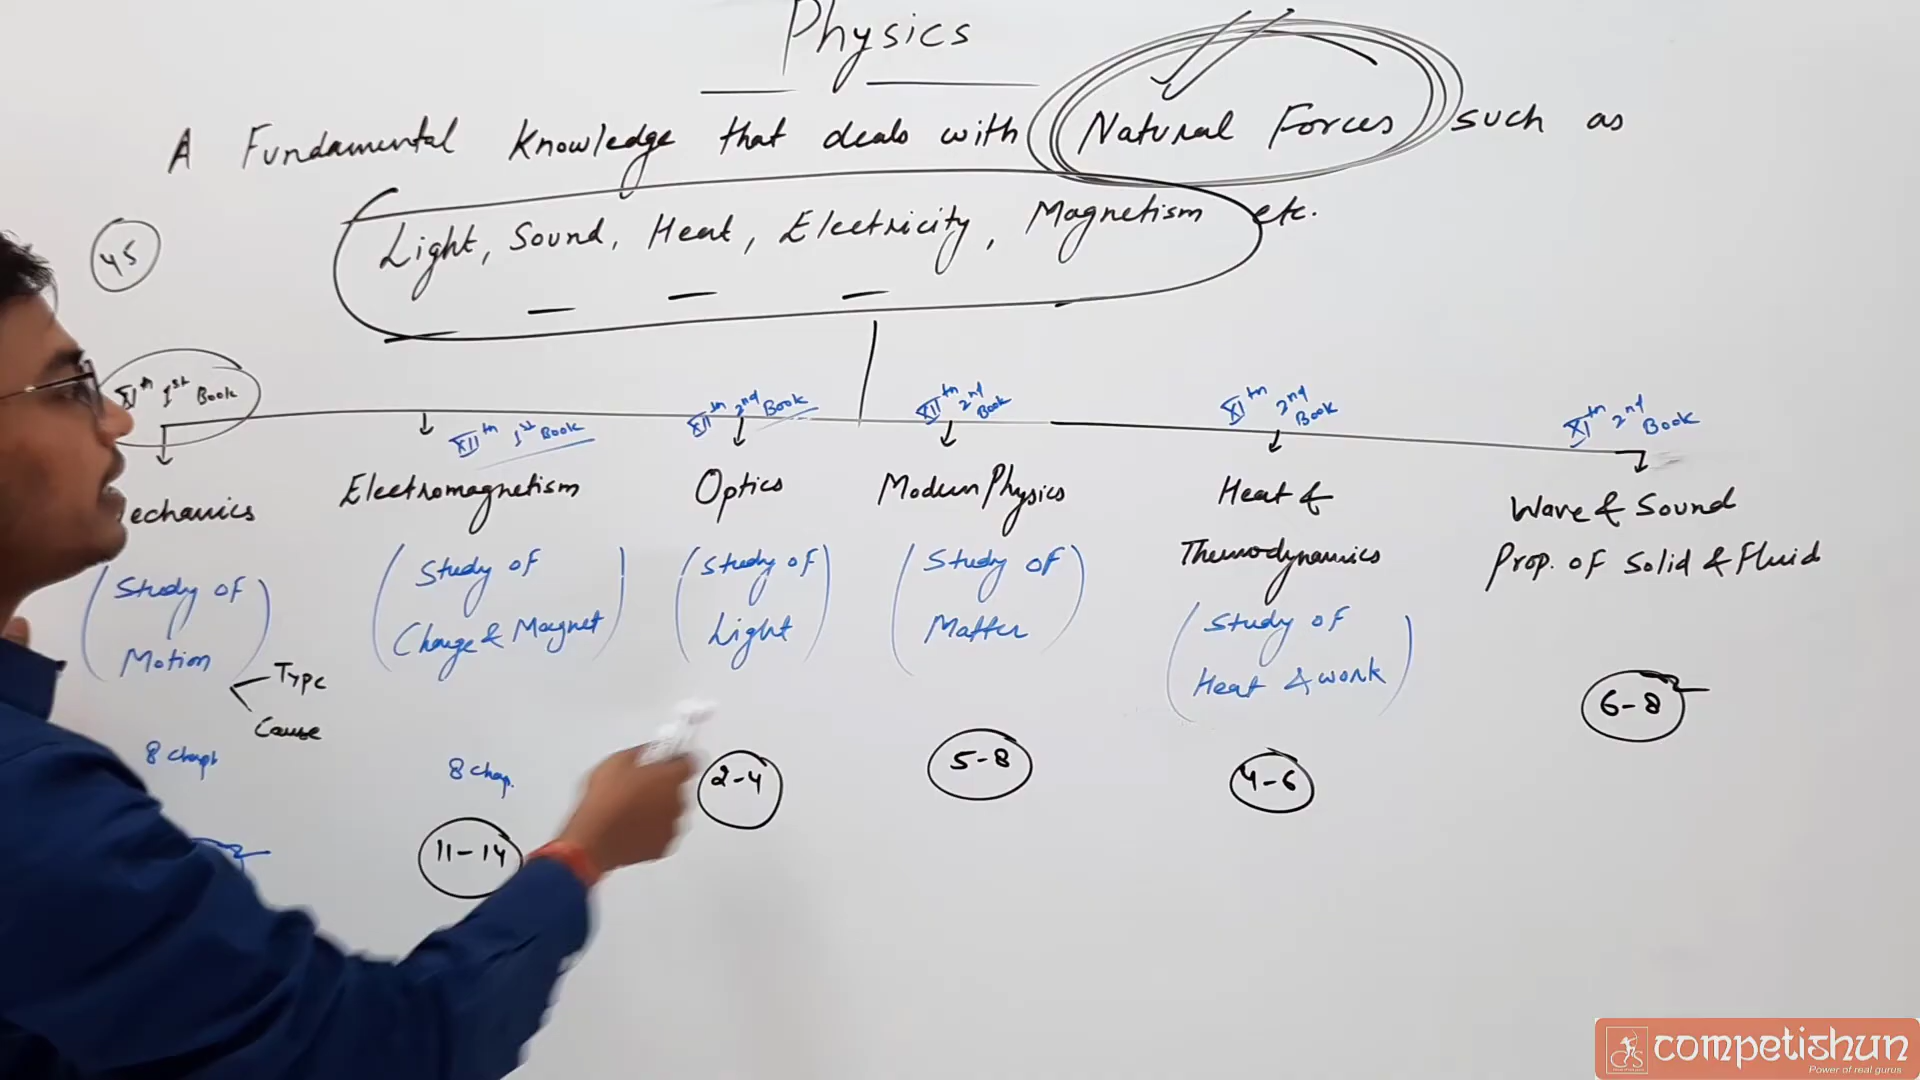 Physics
A Fundamental Knowledge that deals with Natural Forces such as
Light, Sound, Heat, Electricity, Magnetism etc.
45
XIth 1st Book
XIIth 1st Book
XIIth 2nd Book
XIIth 2nd Book
XIth 2nd Book
XIth 2nd Book
echanics
(Study of
Motion)
Type
Cause
8 Chapt
Electromagnetism
(Study of
Charge & Magnet)
8 Chap.
11-14
Optics
(Study of
Light)
2-4
Modern Physics
(Study of
Matter)
5-8
Heat &
Thermodynamics
(Study of
Heat & work)
4-6
Wave & Sound
Prop. of Solid & Fluid
6-8
competishun
Power of real gurus